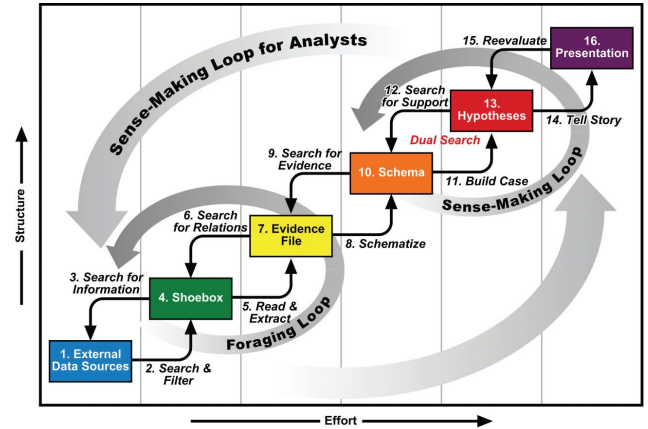 16.
Presentation
15. Reevaluate
Sense-Making Loop for Analysts
12. Search
for Support
13.
Hypotheses
14. Tell Story
Dual Search
9. Search for
Evidence
10. Schema
11. Build Case
Sense-Making Loop
6. Search
for Relations
7. Evidence
File
8. Schematize
3. Search for
Information
4. Shoebox
5. Read &
Extract
Foraging Loop
1. External
Data Sources
2. Search &
Filter
Structure
Effort